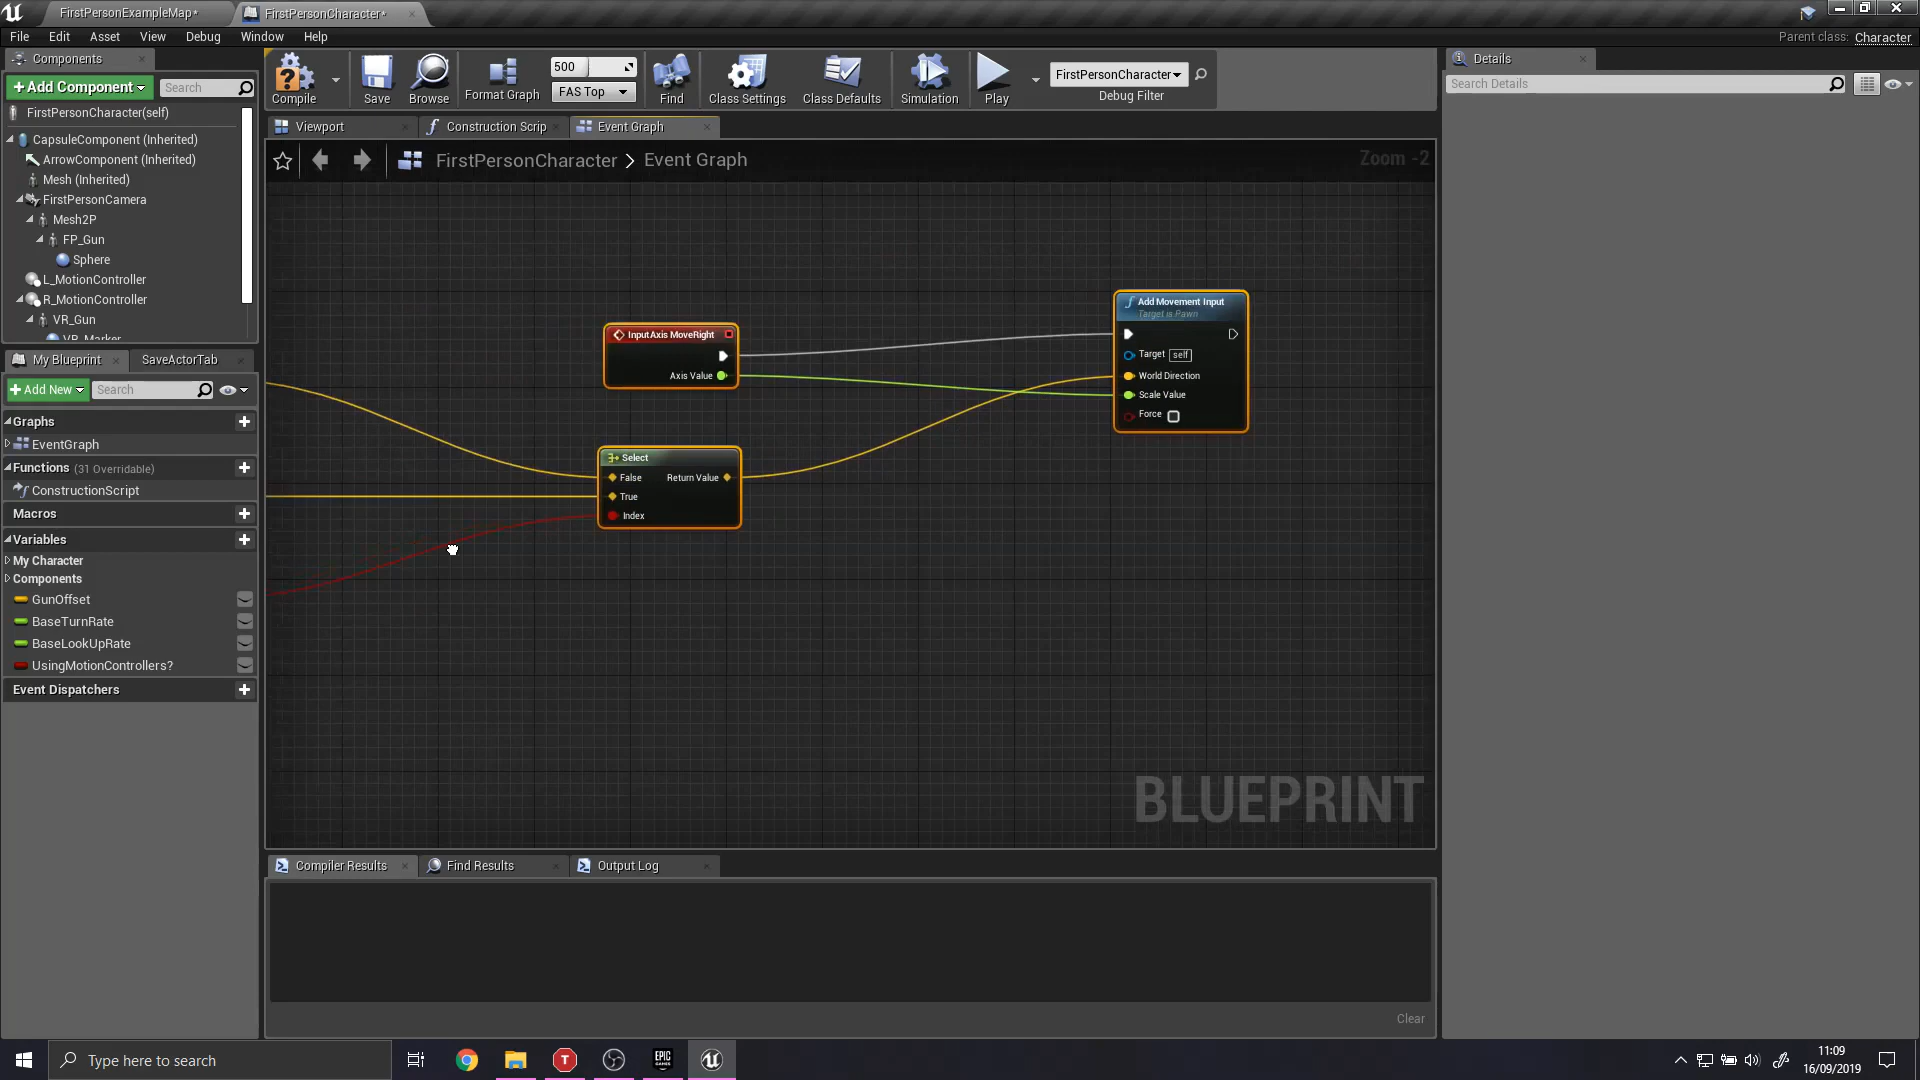 FirstPersonExampleMap*
FirstPersonCharacter*
File Edit Asset View Debug Window Help
Parent class: Character
Components
+Add Component Search
FirstPersonCharacter(self)
CapsuleComponent (Inherited)
ArrowComponent (Inherited)
Mesh (Inherited)
FirstPersonCamera
Mesh2P
FP_Gun
Sphere
L_MotionController
R_MotionController
VR_Gun
VR_Marker
My Blueprint SaveActorTab
+Add New Search
Graphs
EventGraph
Functions (31 Overridable)
ConstructionScript
Macros
Variables
My Character
Components
GunOffset
BaseTurnRate
BaseLookUpRate
UsingMotionControllers?
Event Dispatchers
Compile
Save
Browse
Format Graph
500
FAS Top
Find
Class Settings
Class Defaults
Simulation
Play
FirstPersonCharacter
Debug Filter
Viewport
Construction Scrip
Event Graph
FirstPersonCharacter > Event Graph
Zoom -2
InputAxis MoveRight
Axis Value
Select
False Return Value
True
Index
Add Movement Input
Target is Pawn
Target self
World Direction
Scale Value
Force
BLUEPRINT
Compiler Results
Find Results
Output Log
Clear
Details
Search Details
Type here to search
T
EPIC
GAMES
11:09
16/09/2019